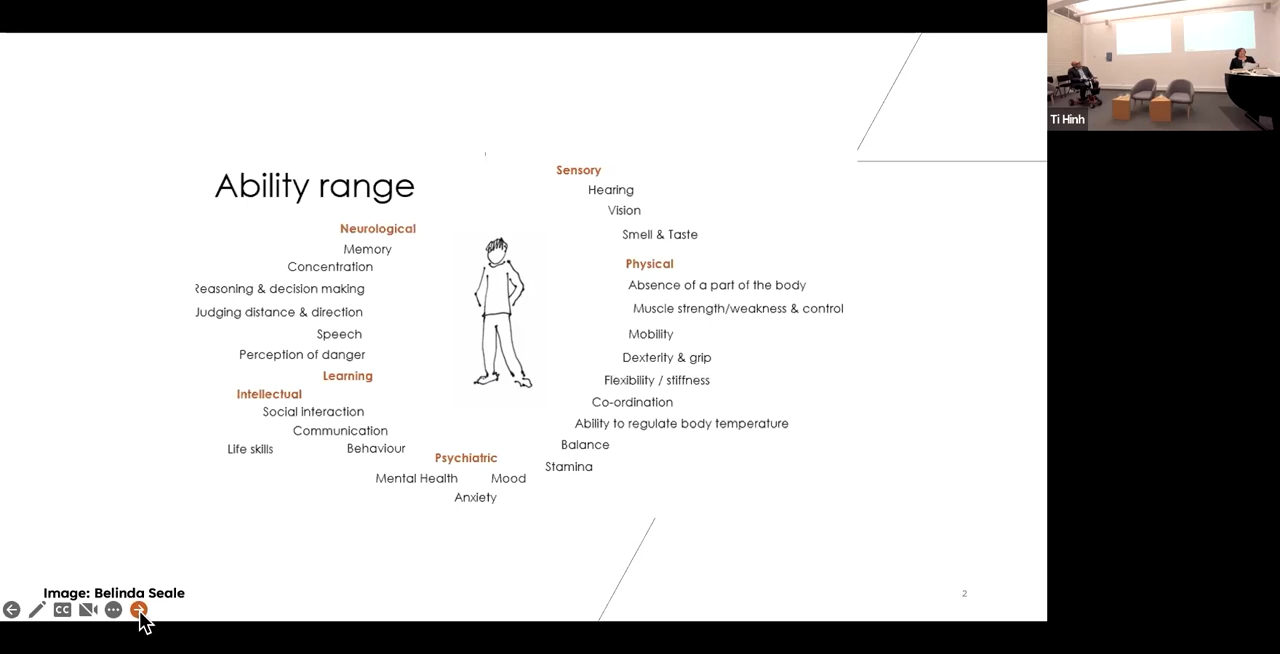 Ability range
Neurological
Memory
Concentration
Reasoning & decision making
Judging distance & direction
Speech
Perception of danger
Learning
Intellectual
Social interaction
Communication
Life skills
Behaviour
Psychiatric
Mental Health
Mood
Anxiety
Sensory
Hearing
Vision
Smell & Taste
Physical
Absence of a part of the body
Muscle strength/weakness & control
Mobility
Dexterity & grip
Flexibility / stiffness
Co-ordination
Ability to regulate body temperature
Balance
Stamina
Image: Belinda Seale
CC
2
Ti Hinh